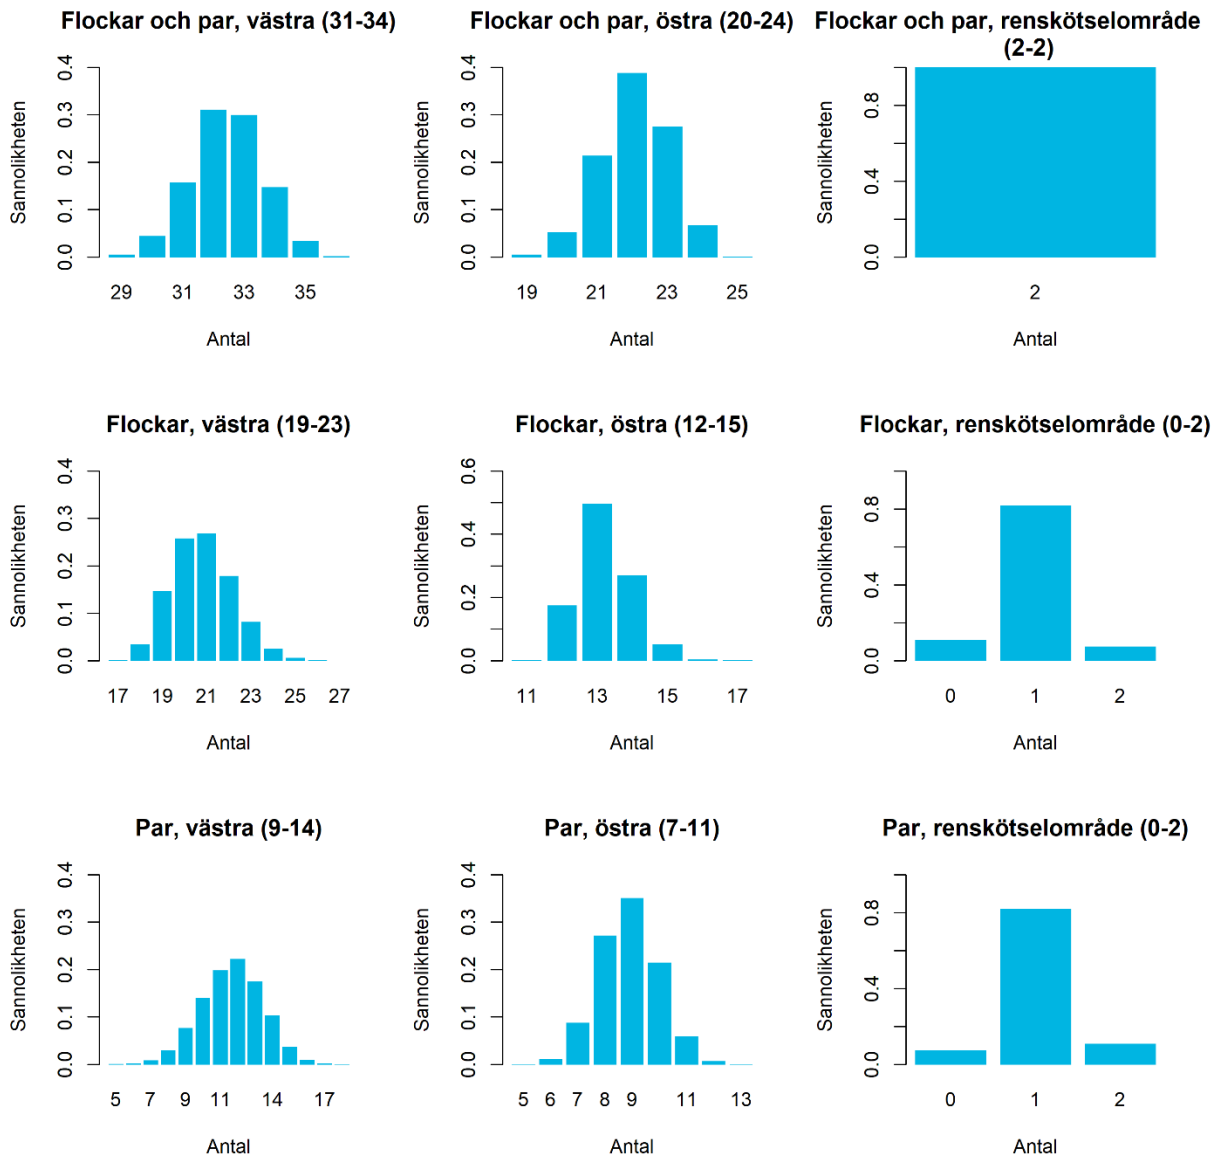 Flockar och par, västra (31-34)
Sannolikheten
0.0 0.1 0.2 0.3 0.4
29 31 33 35
Antal
Flockar och par, östra (20-24)
Sannolikheten
0.0 0.1 0.2 0.3 0.4
19 21 23 25
Antal
Flockar och par, renskötselområde
(2-2)
Sannolikheten
0.0 0.4 0.8
2
Antal
Flockar, västra (19-23)
Sannolikheten
0.0 0.1 0.2 0.3 0.4
17 19 21 23 25 27
Antal
Flockar, östra (12-15)
Sannolikheten
0.0 0.2 0.4 0.6
11 13 15 17
Antal
Flockar, renskötselområde (0-2)
Sannolikheten
0.0 0.4 0.8
0 1 2
Antal
Par, västra (9-14)
Sannolikheten
0.0 0.1 0.2 0.3 0.4
5 7 9 11 14 17
Antal
Par, östra (7-11)
Sannolikheten
0.0 0.1 0.2 0.3 0.4
5 6 7 8 9 11 13
Antal
Par, renskötselområde (0-2)
Sannolikheten
0.0 0.4 0.8
0 1 2
Antal